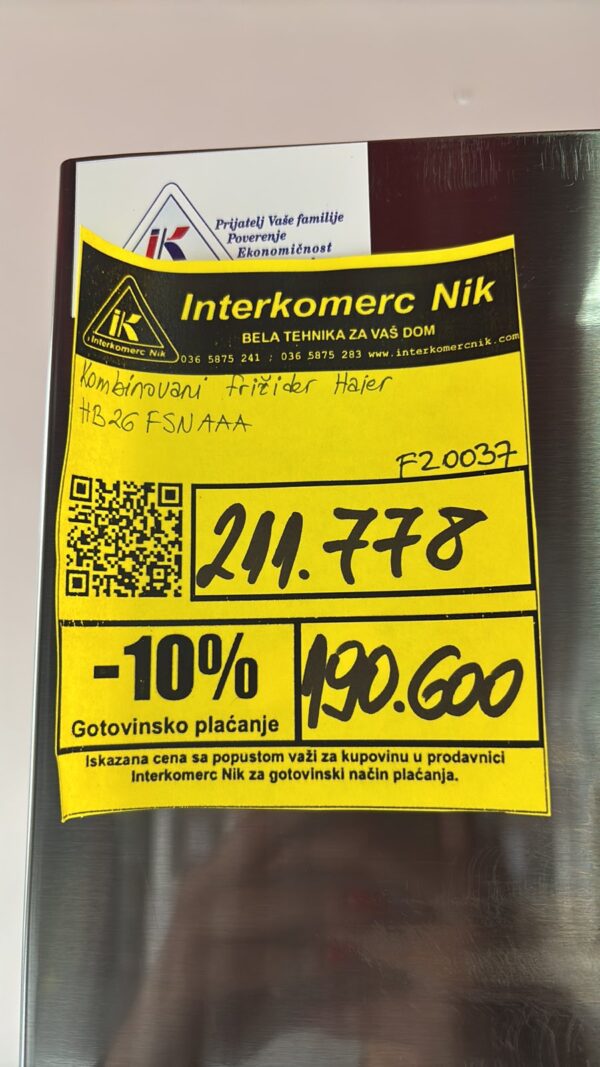 Prijatelj Vaše familije
Poverenje
Ekonomičnost
iK
Interkomerc Nik
Interkomerc Nik
BELA TEHNIKA ZA VAŠ DOM
036 5875 241 ; 036 5875 283 www.interkomercnik.com
Kombinovani frižider Hajer
HB26FSNAAA
F20037
211.778
-10%
Gotovinsko plaćanje
190.600
Iskazana cena sa popustom važi za kupovinu u prodavnici
Interkomerc Nik za gotovinski način plaćanja.